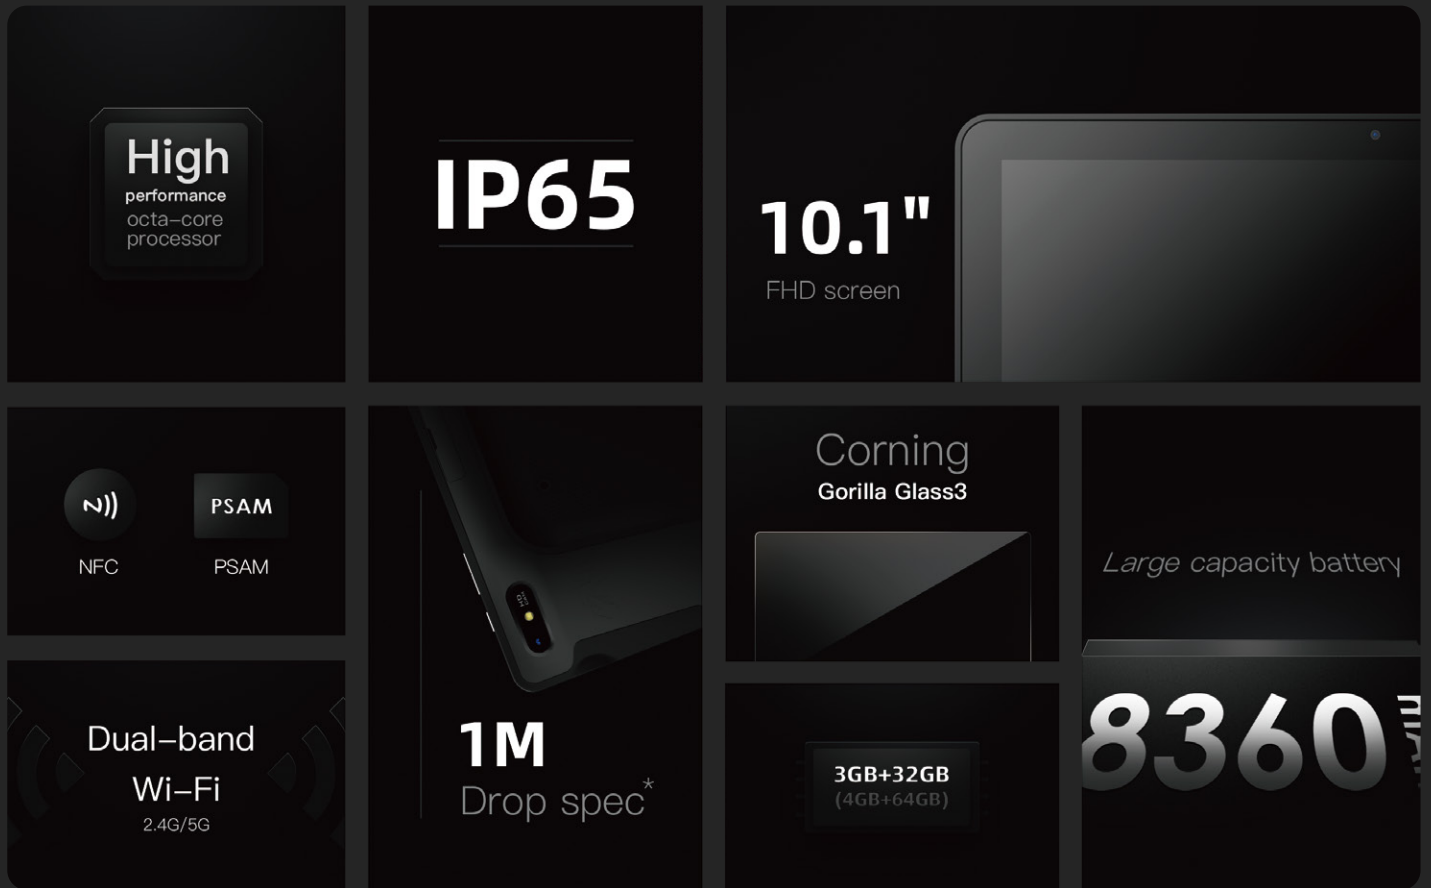 High
performance
octa-core
processor
IP65
10.1"
FHD screen
PSAM
NFC
PSAM
Dual-band
Wi-Fi
2.4G/5G
1M
Drop spec*
Corning
Gorilla Glass3
3GB+32GB
(4GB+64GB)
Large capacity battery
8360